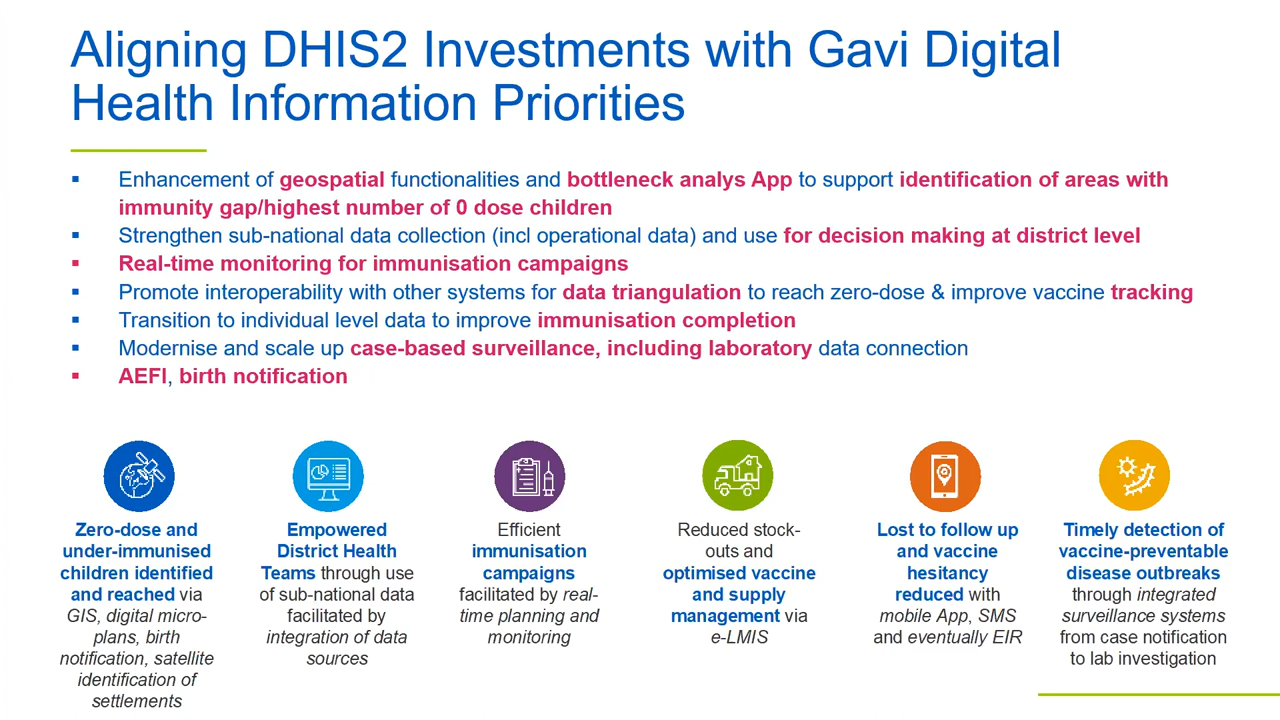 Aligning DHIS2 Investments with Gavi Digital
Health Information Priorities
▪ Enhancement of geospatial functionalities and bottleneck analys App to support identification of areas with
immunity gap/highest number of 0 dose children
▪ Strengthen sub-national data collection (incl operational data) and use for decision making at district level
▪ Real-time monitoring for immunisation campaigns
▪ Promote interoperability with other systems for data triangulation to reach zero-dose & improve vaccine tracking
▪ Transition to individual level data to improve immunisation completion
▪ Modernise and scale up case-based surveillance, including laboratory data connection
▪ AEFI, birth notification
Zero-dose and
under-immunised
children identified
and reached via
GIS, digital micro-
plans, birth
notification, satellite
identification of
settlements
Empowered
District Health
Teams through use
of sub-national data
facilitated by
integration of data
sources
Efficient
immunisation
campaigns
facilitated by real-
time planning and
monitoring
Reduced stock-
outs and
optimised vaccine
and supply
management via
e-LMIS
Lost to follow up
and vaccine
hesitancy
reduced with
mobile App, SMS
and eventually EIR
Timely detection of
vaccine-preventable
disease outbreaks
through integrated
surveillance systems
from case notification
to lab investigation